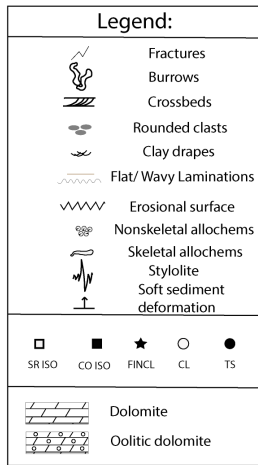 Legend:
Fractures
Burrows
Crossbeds
Rounded clasts
Clay drapes
Flat/ Wavy Laminations
Erosional surface
Nonskeletal allochems
Skeletal allochems
Stylolite
Soft sediment
deformation
SR ISO CO ISO FINCL CL TS
Dolomite
Oolitic dolomite